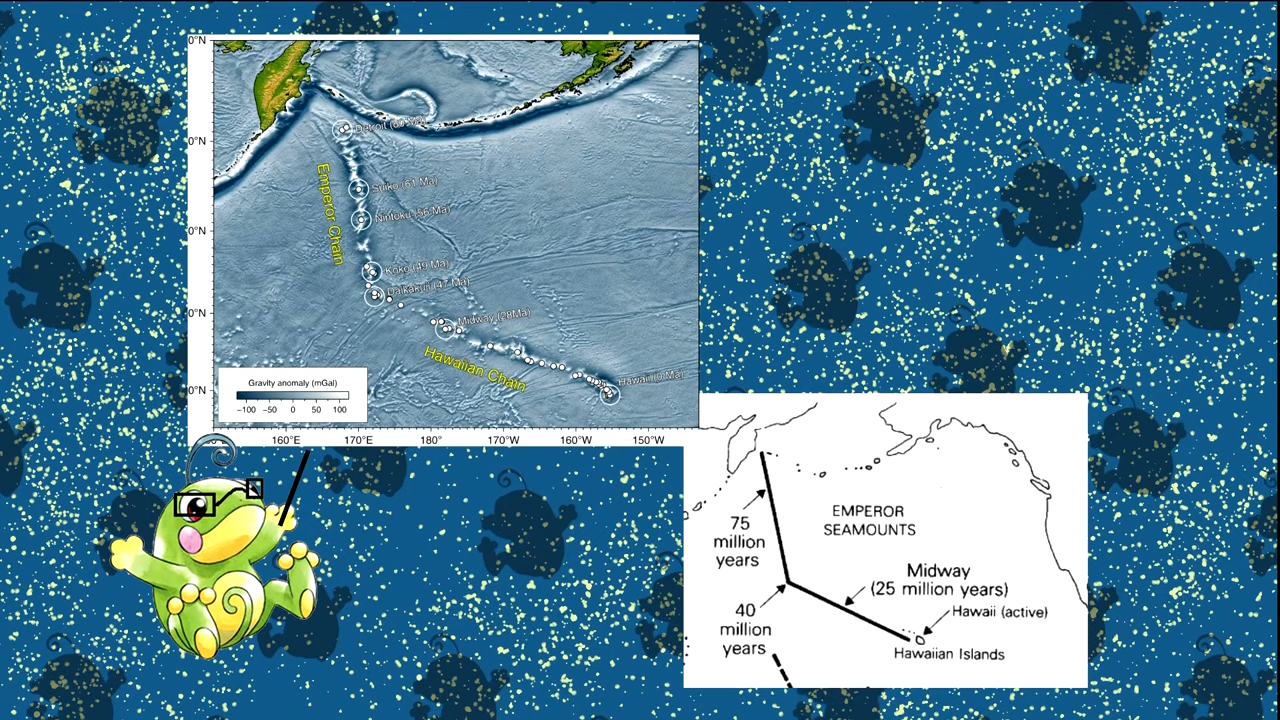 0°N
0°N
0°N
0°N
0°N
Detroit
Suiko (61 Ma)
Nintoku (56 Ma)
Koko (49 Ma)
Daikakuji (47 Ma)
Midway (28Ma)
Hawaii (0 Ma)
Emperor Chain
Hawaiian Chain
Gravity anomaly (mGal)
−100 −50 0 50 100
160°E 170°E 180° 170°W 160°W 150°W
EMPEROR
SEAMOUNTS
75
million
years
Midway
(25 million years)
40
million
years
Hawaii (active)
Hawaiian Islands